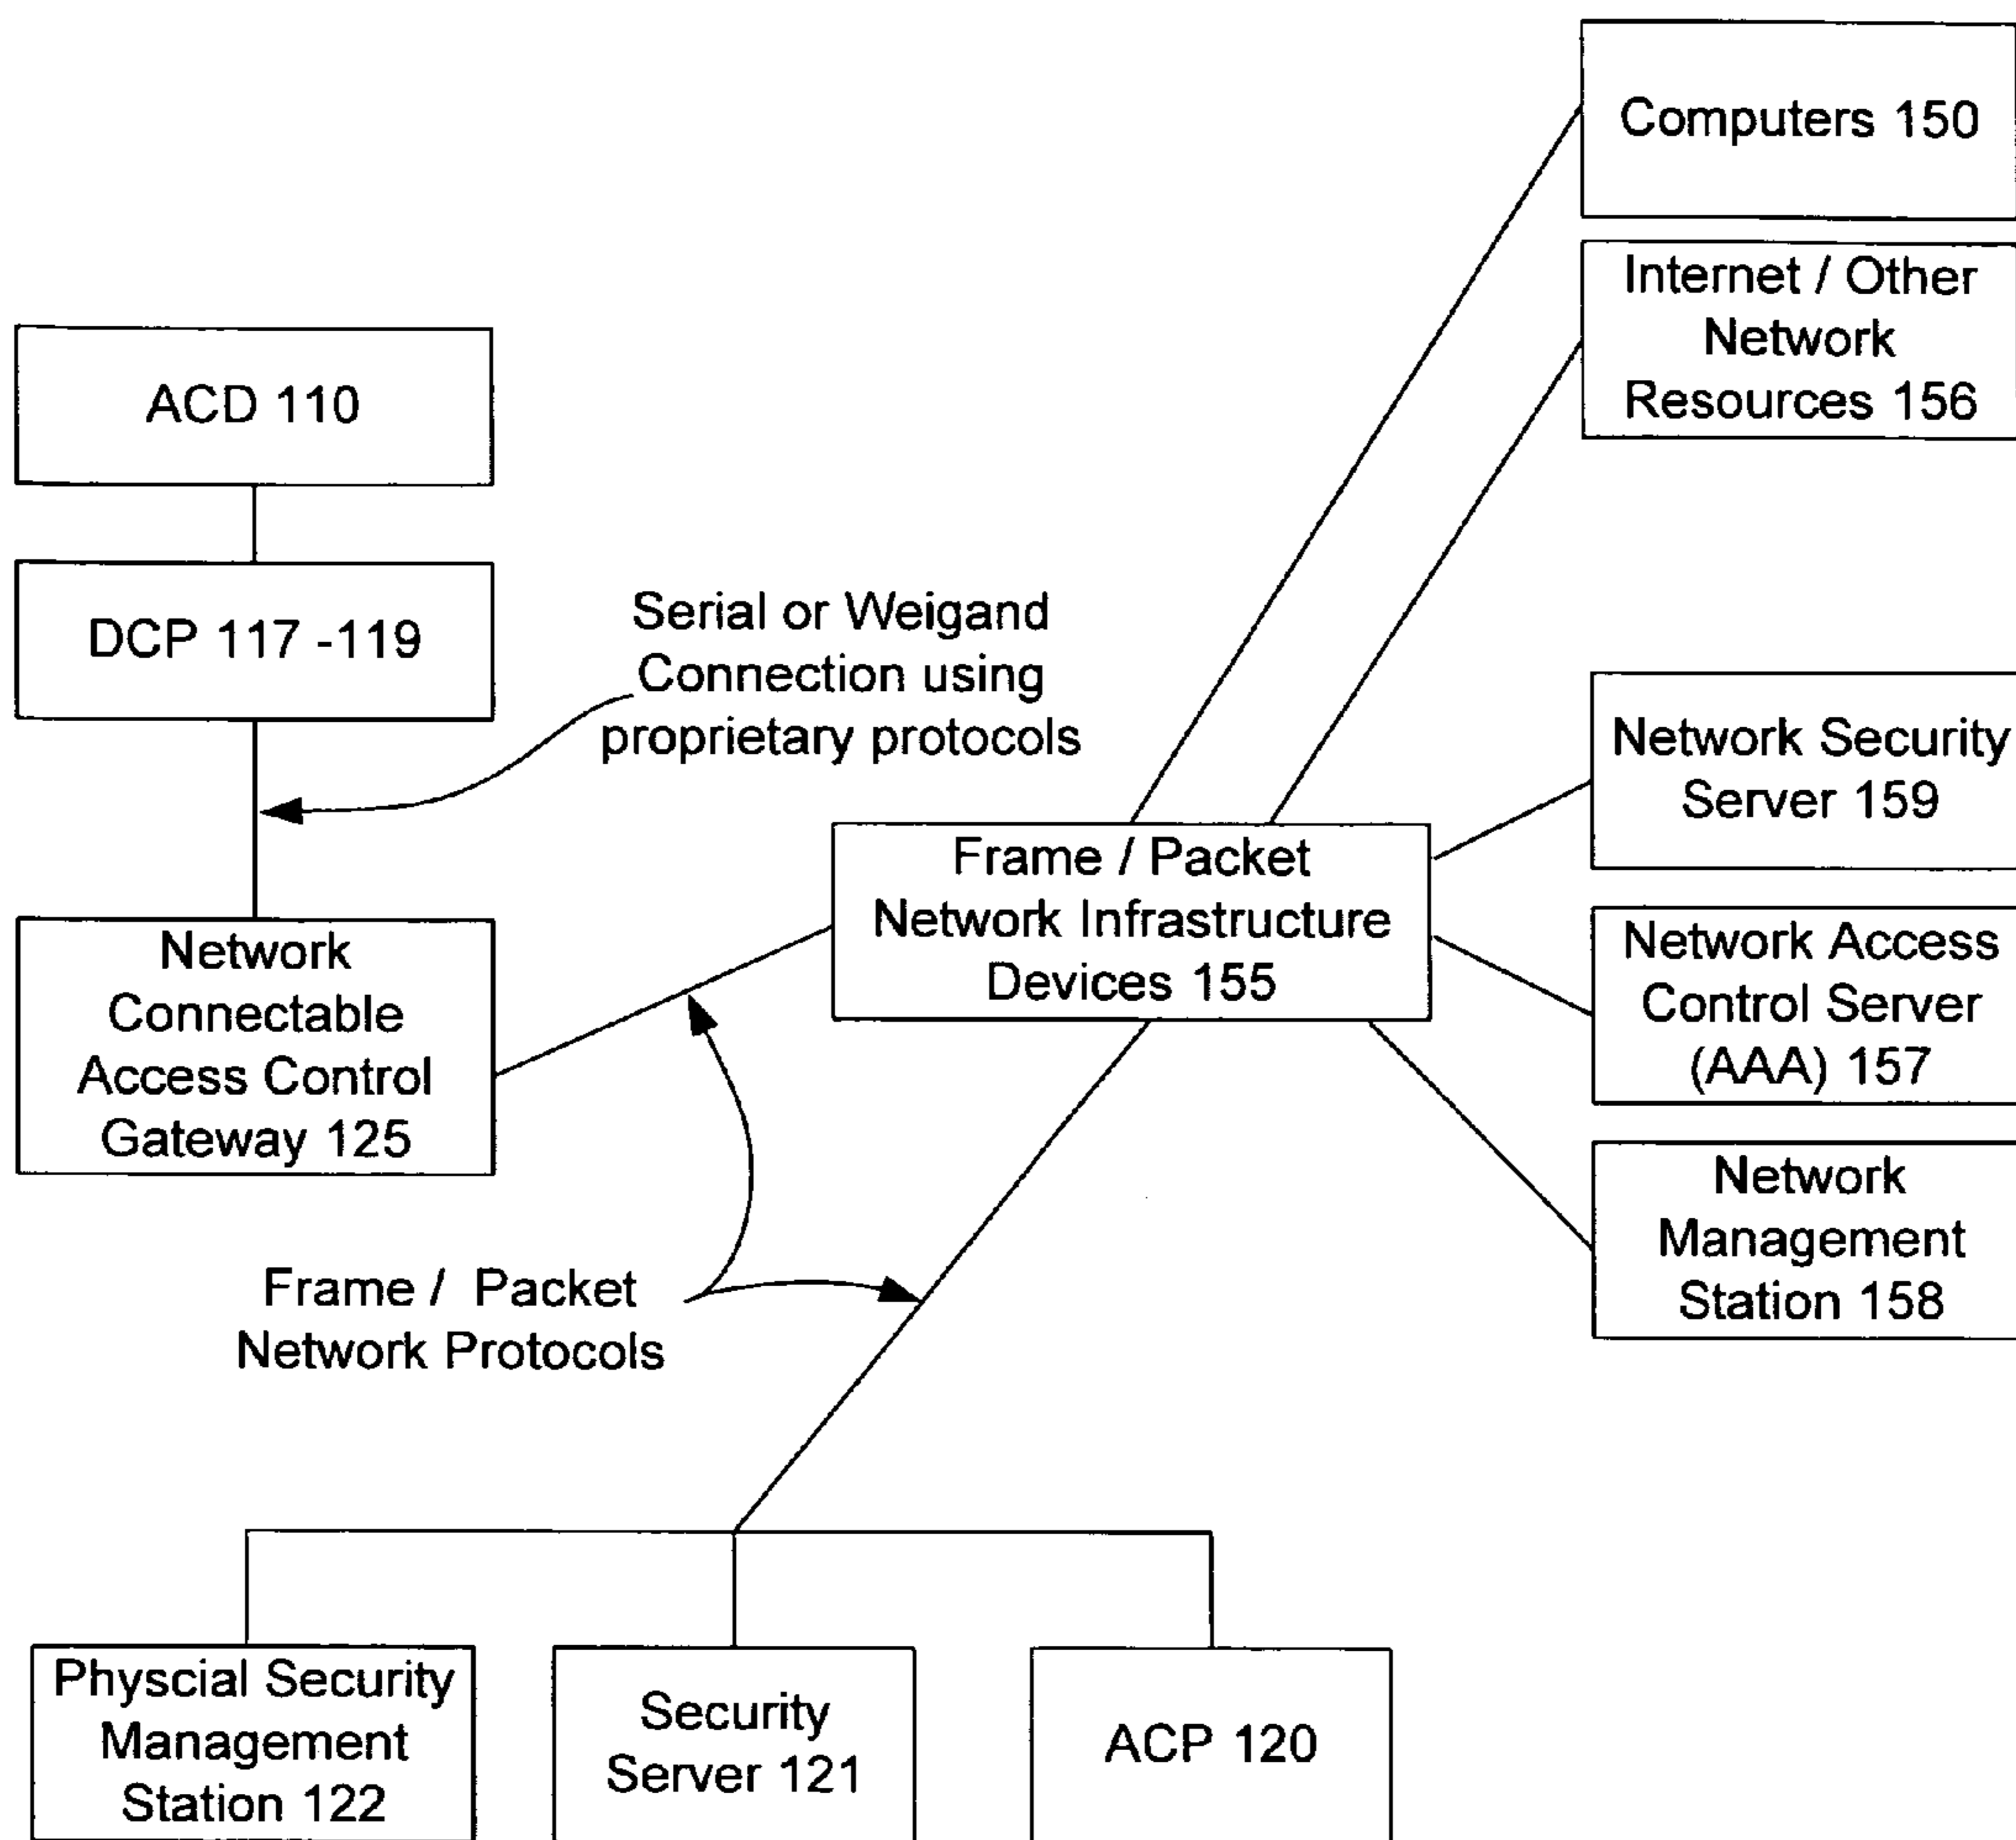 Computers 150
Internet / Other
Network
Resources 156
ACD 110
DCP 117 -119
Serial or Weigand
Connection using
proprietary protocols
Network Security
Server 159
Frame / Packet
Network Infrastructure
Devices 155
Network
Connectable
Access Control
Gateway 125
Network Access
Control Server
(AAA) 157
Network
Management
Station 158
Frame / Packet
Network Protocols
Physcial Security
Management
Station 122
Security
Server 121
ACP 120